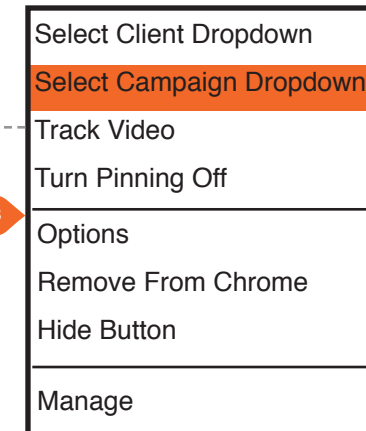 Select Client Dropdown
Select Campaign Dropdown
Track Video
Turn Pinning Off
Options
Remove From Chrome
Hide Button
Manage